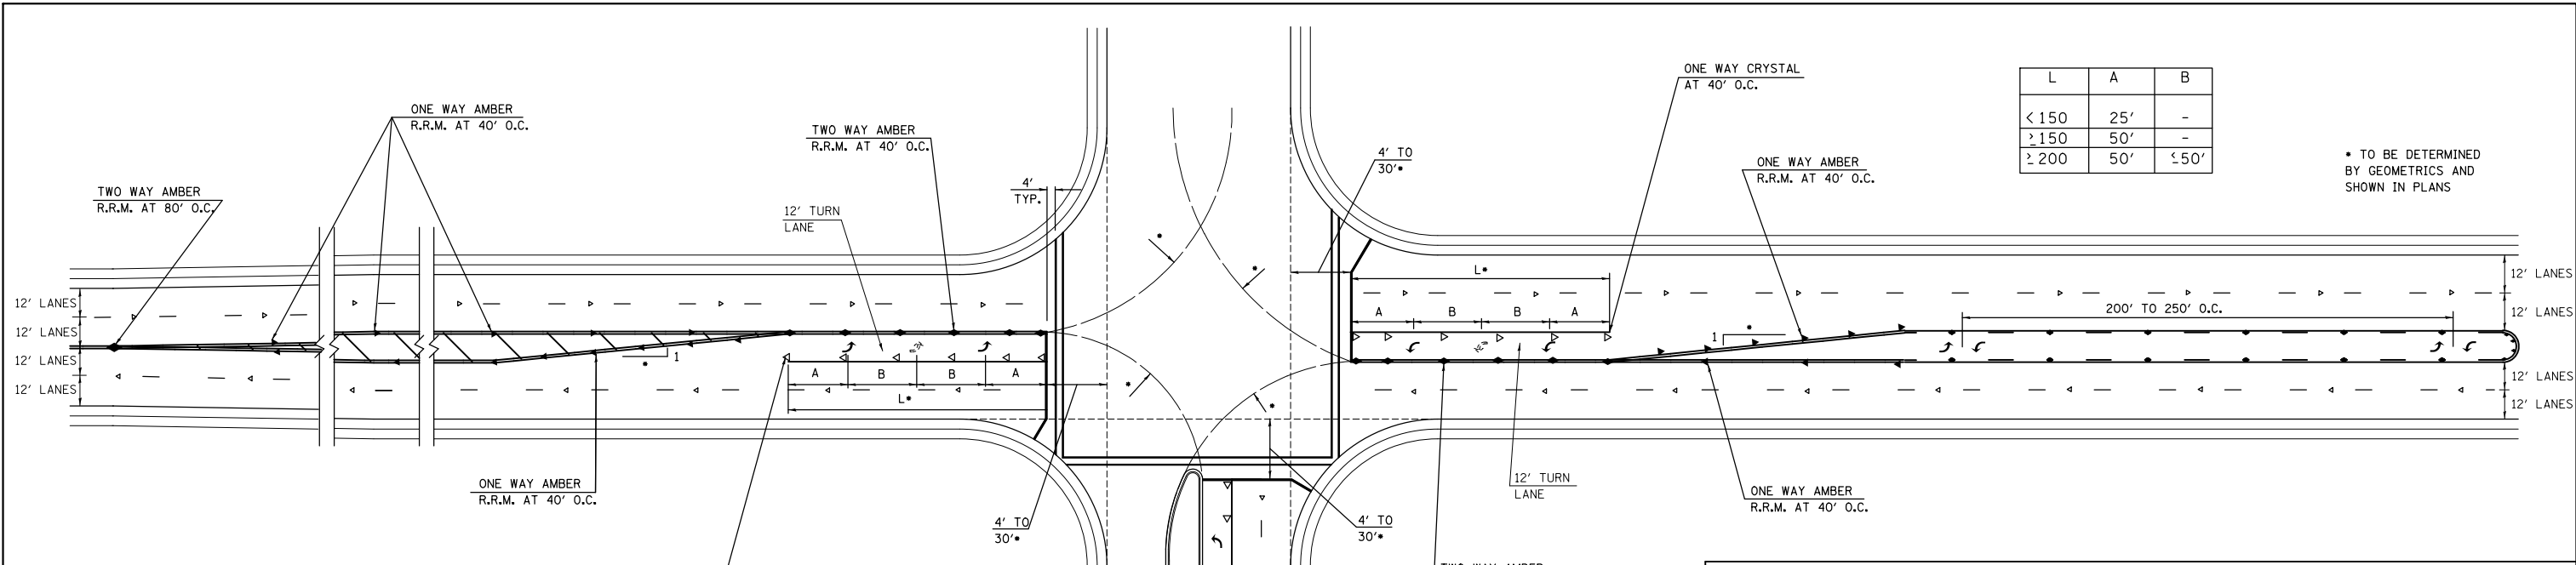 ONE WAY CRYSTAL
AT 40' O.C.
L A B
<150 25' -
≥150 50' -
≥200 50' ≤50'
* TO BE DETERMINED
BY GEOMETRICS AND
SHOWN IN PLANS
ONE WAY AMBER
R.R.M. AT 40' O.C.
TWO WAY AMBER
R.R.M. AT 40' O.C.
4' TO
30'*
ONE WAY AMBER
R.R.M. AT 40' O.C.
TWO WAY AMBER
R.R.M. AT 80' O.C.
4'
TYP.
12' TURN
LANE
*
*
L*
12' LANES
12' LANES
12' LANES
12' LANES
A B B A
200' TO 250' O.C.
12' LANES
12' LANES
1
*
1
*
A B B A
L*
*
*
*
12' LANES
12' LANES
ONE WAY AMBER
R.R.M. AT 40' O.C.
12' TURN
LANE
ONE WAY AMBER
R.R.M. AT 40' O.C.
4' TO
30'*
4' TO
30'*
TWO WAY AMBER